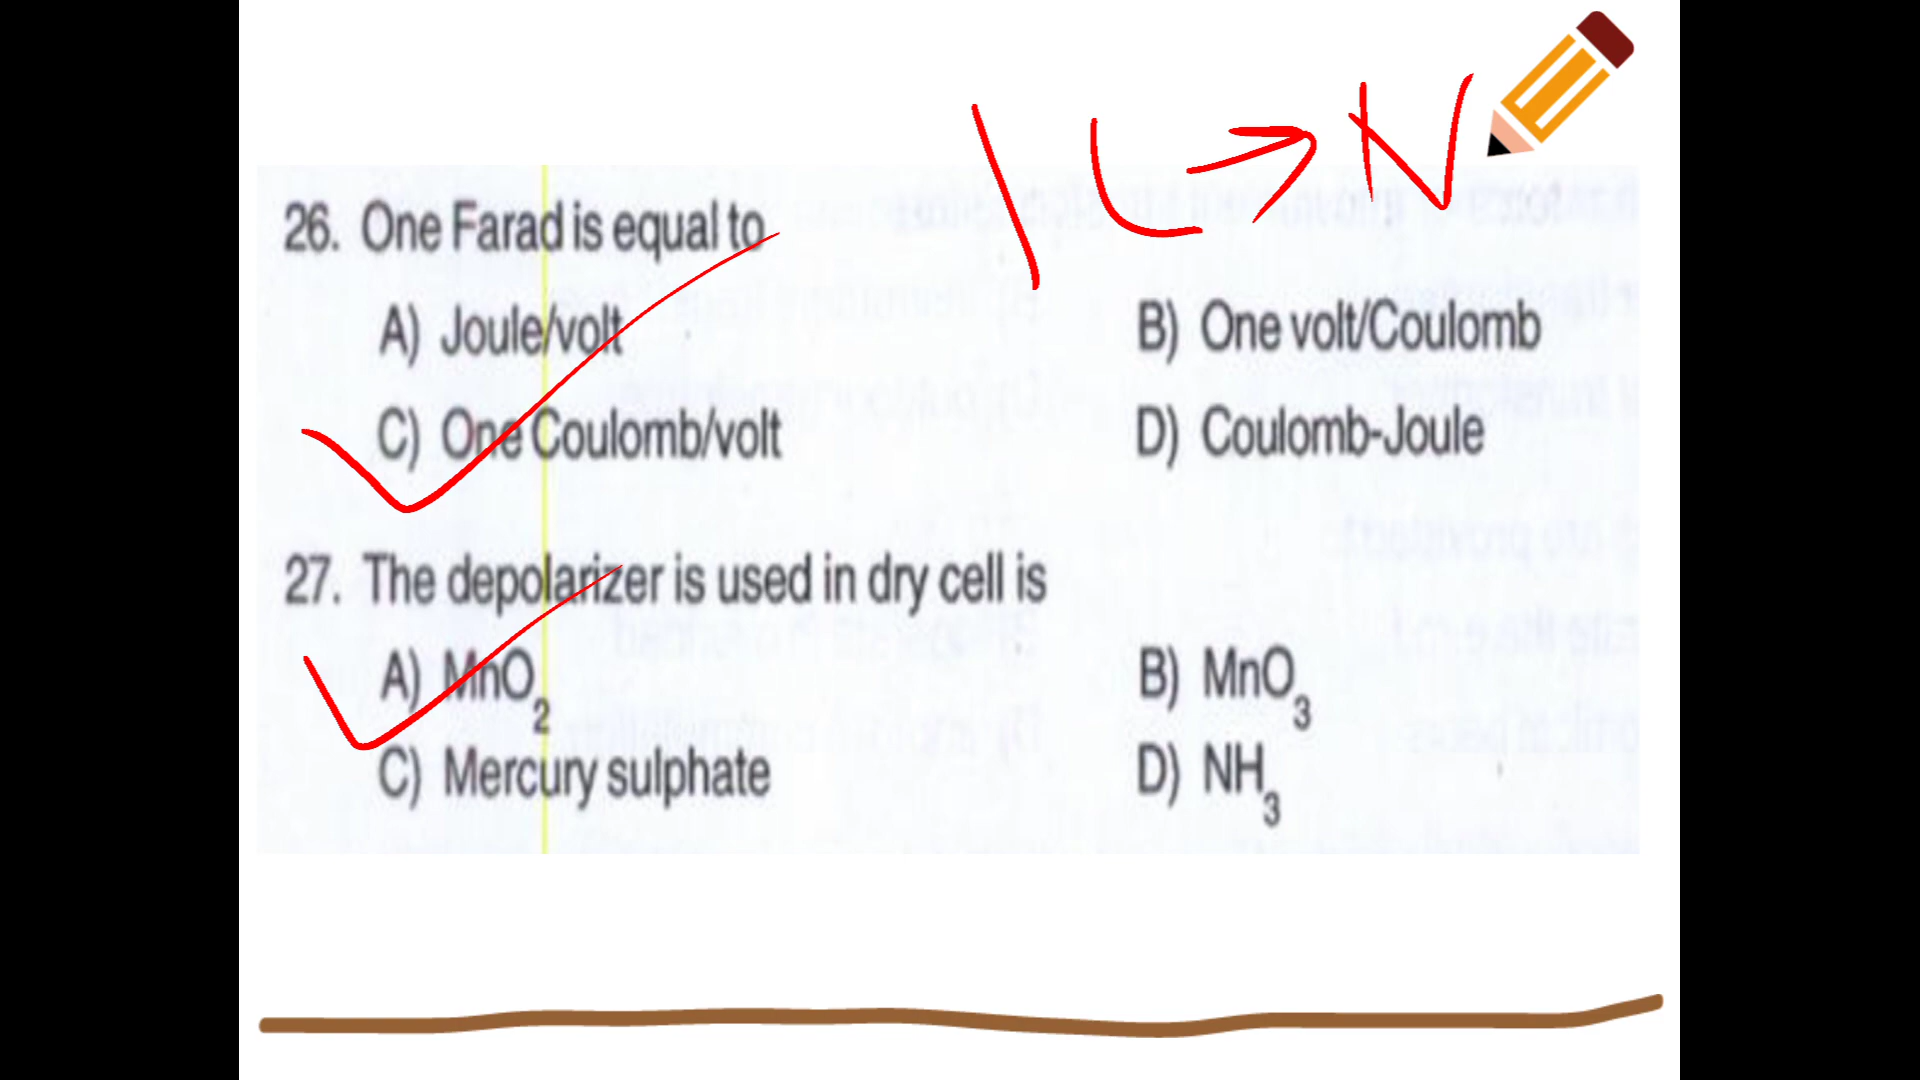 26. One Farad is equal to
A) Joule/volt B) One volt/Coulomb
C) One Coulomb/volt D) Coulomb-Joule
27. The depolarizer is used in dry cell is
A) MnO₂ B) MnO₃
C) Mercury sulphate D) NH₃